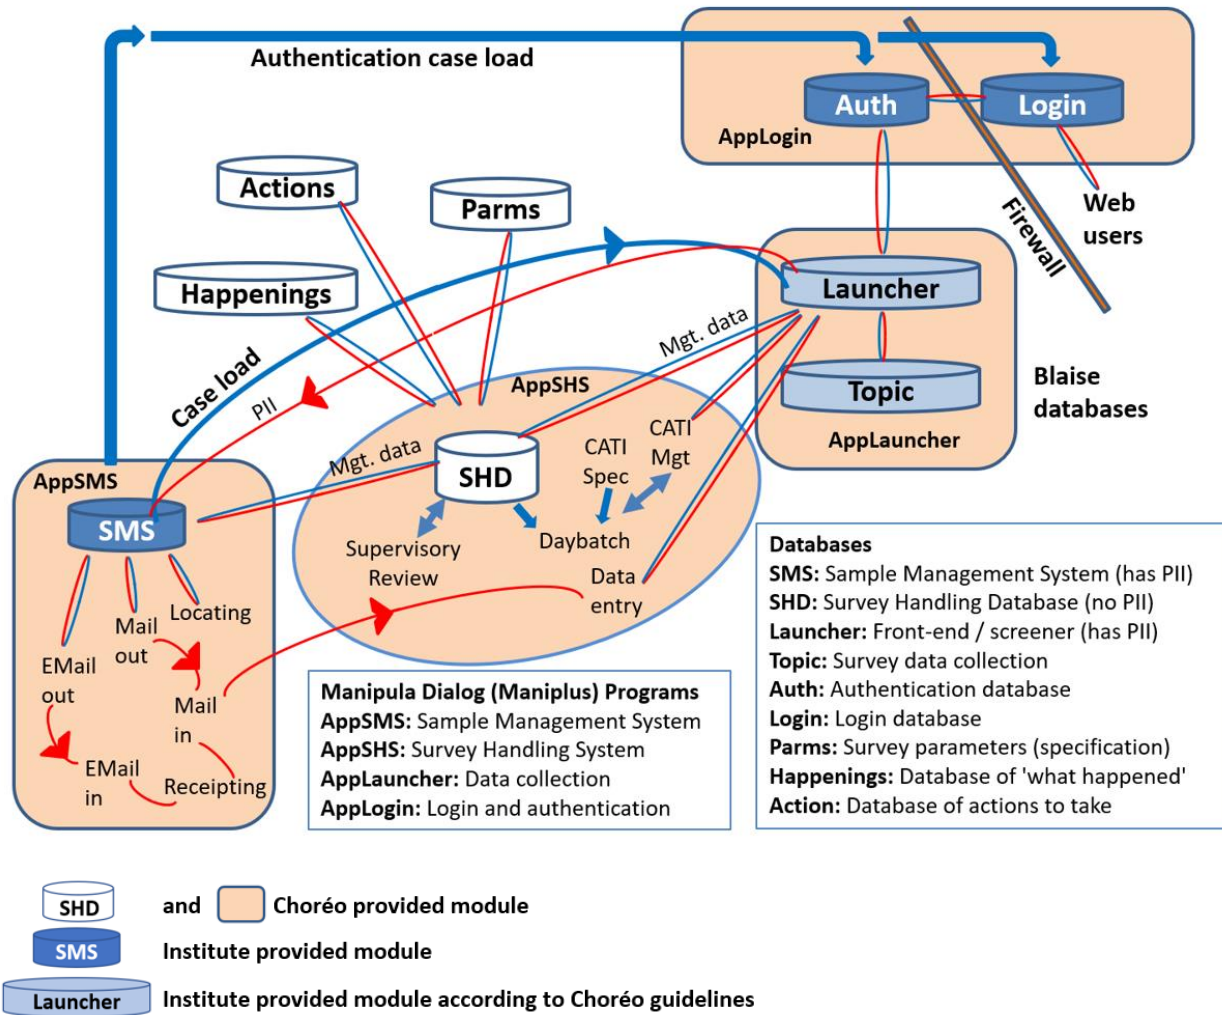 Authentication case load
Auth
Login
AppLogin
Actions
Parms
Web
users
Firewall
Happenings
Launcher
Mgt. data
Case load
PII
AppSHS
Topic
AppLauncher
Blaise
databases
CATI
Mgt
CATI
Spec
Mgt. data
SHD
AppSMS
SMS
Supervisory
Review
Daybatch
Data
entry
Locating
Mail
out
EMail
out
Mail
in
EMail
in
Receipting
Manipula Dialog (Maniplus) Programs
AppSMS: Sample Management System
AppSHS: Survey Handling System
AppLauncher: Data collection
AppLogin: Login and authentication
Databases
SMS: Sample Management System (has PII)
SHD: Survey Handling Database (no PII)
Launcher: Front-end / screener (has PII)
Topic: Survey data collection
Auth: Authentication database
Login: Login database
Parms: Survey parameters (specification)
Happenings: Database of 'what happened'
Action: Database of actions to take
SHD and Choréo provided module
SMS Institute provided module
Launcher Institute provided module according to Choréo guidelines